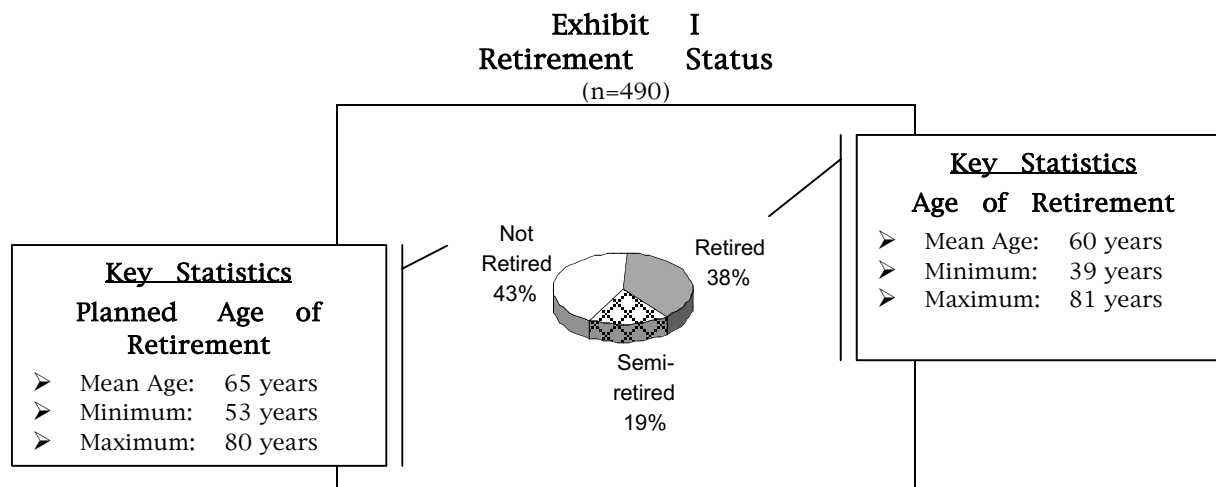 Exhibit I
Retirement Status
(n=490)
Key Statistics
Age of Retirement
➢ Mean Age: 60 years
➢ Minimum: 39 years
➢ Maximum: 81 years
Not
Retired
43%
Retired
38%
Semi-
retired
19%
Key Statistics
Planned Age of
Retirement
➢ Mean Age: 65 years
➢ Minimum: 53 years
➢ Maximum: 80 years